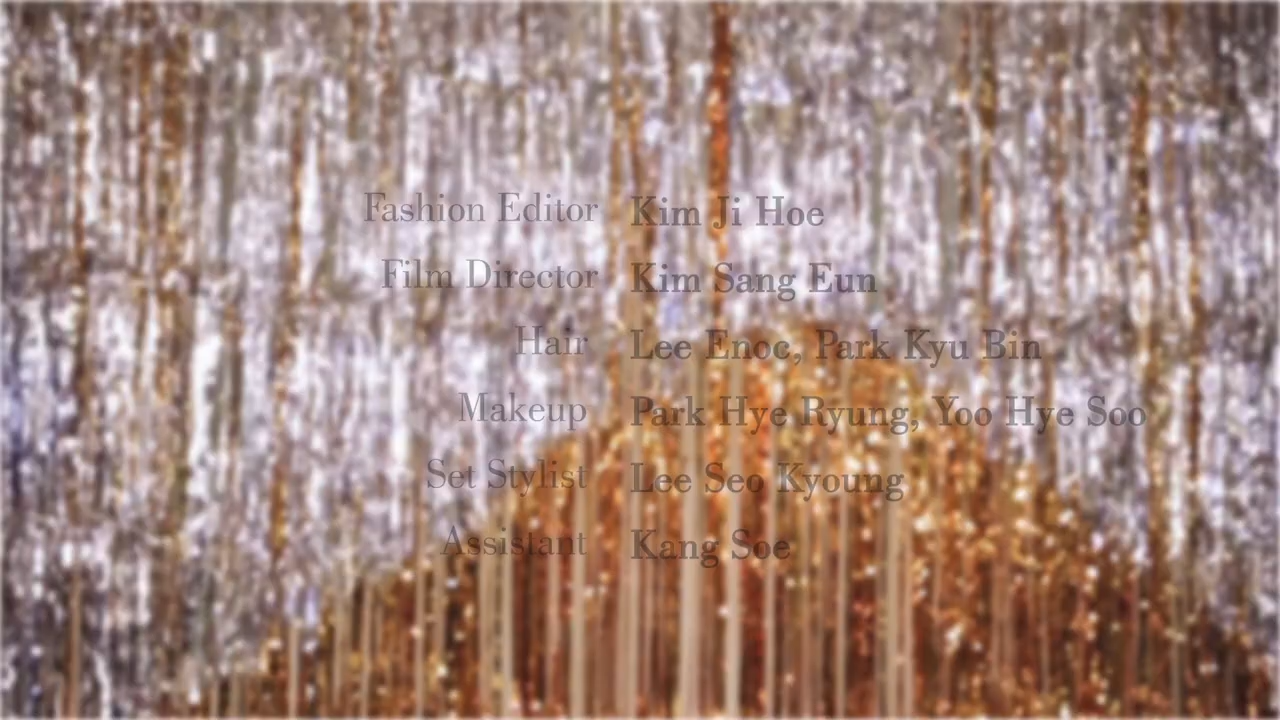 Fashion Editor Kim Ji Hoe
Film Director Kim Sang Eun
Hair Lee Enoc, Park Kyu Bin
Makeup Park Hye Ryung, Yoo Hye Soo
Set Stylist Lee Seo Kyoung
Assistant Kang Soe